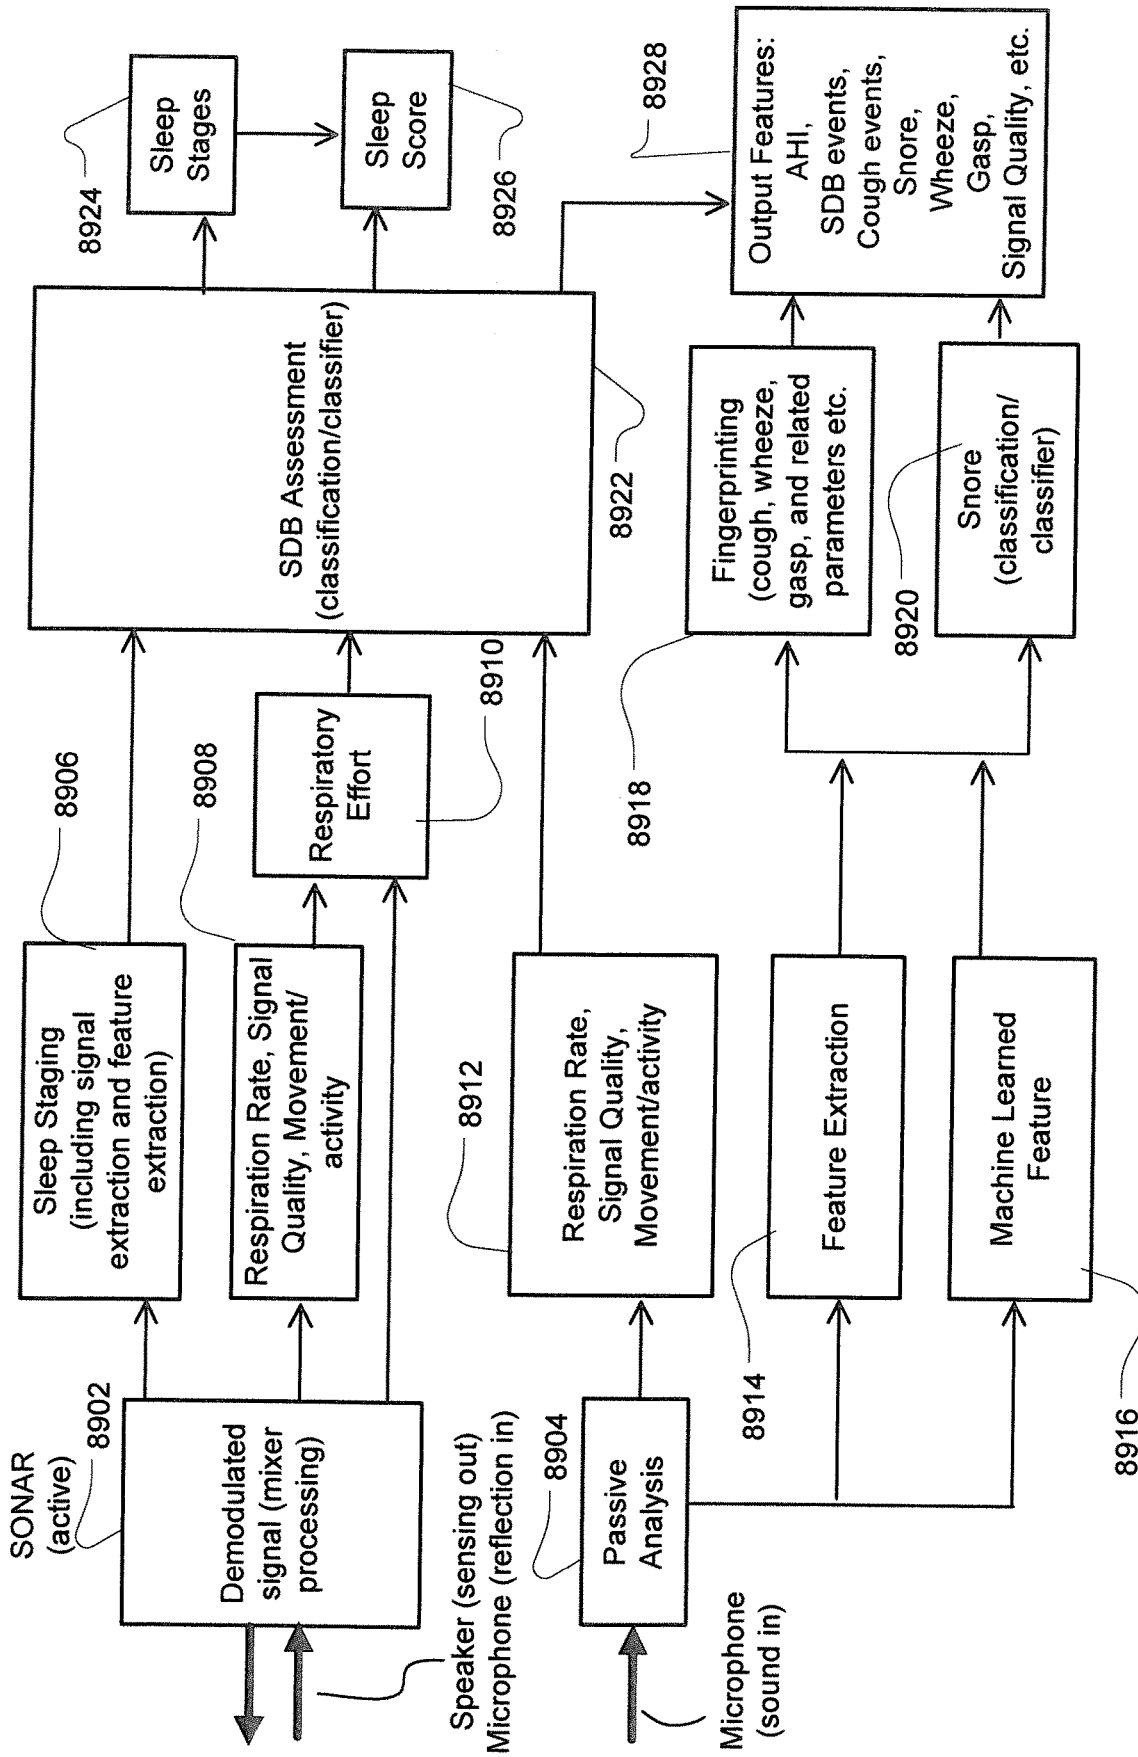 SONAR
(active)
8902
Demodulated
signal (mixer
processing)
Speaker (sensing out)
Microphone (reflection in)
8904
Passive
Analysis
Microphone
(sound in)
8906
Sleep Staging
(including signal
extraction and feature
extraction)
8908
Respiration Rate, Signal
Quality, Movement/
activity
Respiratory
Effort
8910
8912
Respiration Rate,
Signal Quality,
Movement/activity
8914
Feature Extraction
Machine Learned
Feature
8916
SDB Assessment
(classification/classifier)
8922
8918
Fingerprinting
(cough, wheeze,
gasp, and related
parameters etc.
8920
Snore
(classification/
classifier)
8924
Sleep
Stages
Sleep
Score
8926
8928
Output Features:
AHI,
SDB events,
Cough events,
Snore,
Wheeze,
Gasp,
Signal Quality, etc.